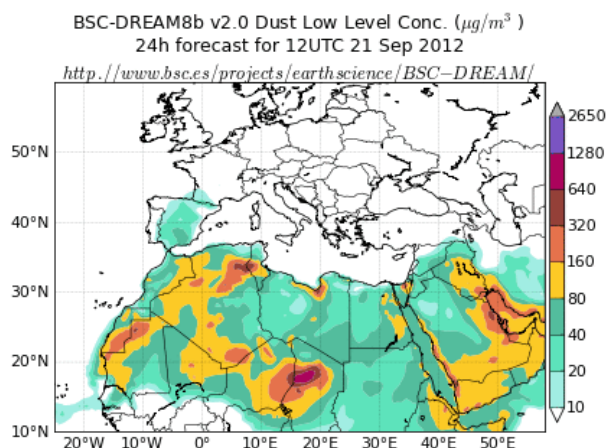 BSC-DREAM8b v2.0 Dust Low Level Conc. (μg/m³ )
24h forecast for 12UTC 21 Sep 2012
http.//www.bsc.es/projects/earthscience/BSC−DREAM/
2650
1280
640
320
160
80
40
20
10
50°N
40°N
30°N
20°N
10°N
20°W 10°W 0° 10°E 20°E 30°E 40°E 50°E